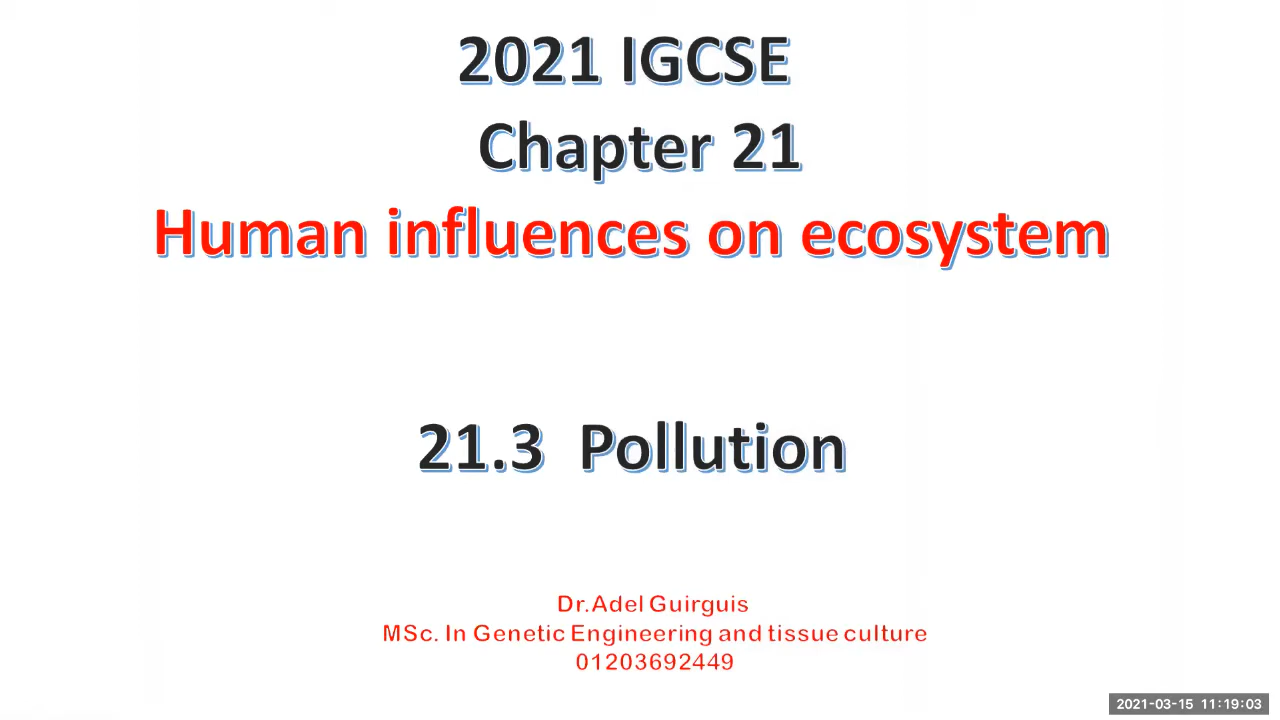 2021 IGCSE
Chapter 21
Human influences on ecosystem
21.3 Pollution
Dr.Adel Guirguis
MSc. In Genetic Engineering and tissue culture
01203692449
2021-03-15 11:19:03